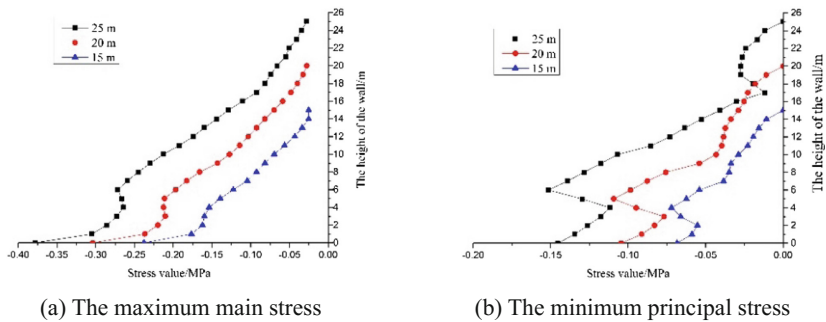 25 m
20 m
15 m
26
24
22
20
18
16
14
12
10
8
6
4
2
0
The height of the wall/m
-0.40 -0.35 -0.30 -0.25 -0.20 -0.15 -0.10 -0.05 0.00
Stress value/MPa
(a) The maximum main stress
25 m
20 m
15 m
26
24
22
20
18
16
14
12
10
8
6
4
2
0
The height of the wall/m
-0.20 -0.15 -0.10 -0.05 0.00
Stress value/MPa
(b) The minimum principal stress